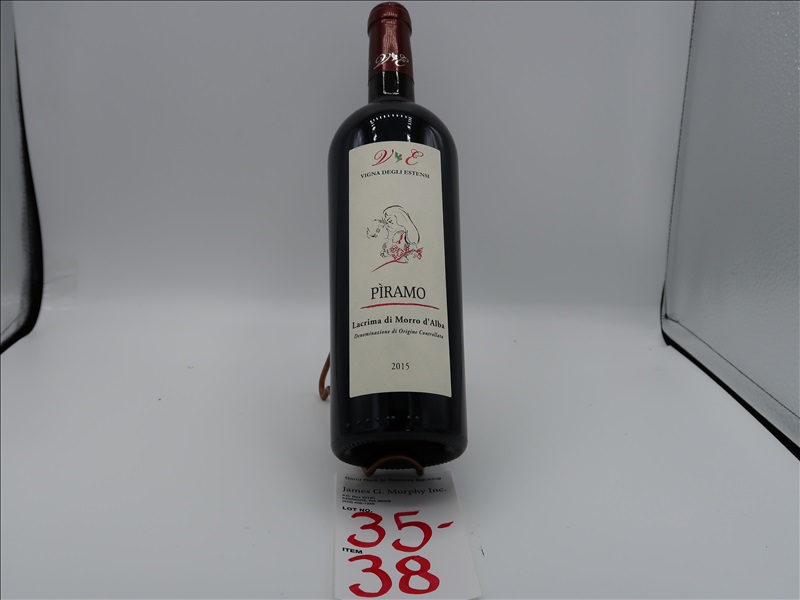 V E
V E
VIGNA DEGLI ESTENSI
PÌRAMO
Lacrima di Morro d'Alba
Denominazione di Origine Controllata
2015
James G. Murphy Inc.
LOT NO.
35-
ITEM
38